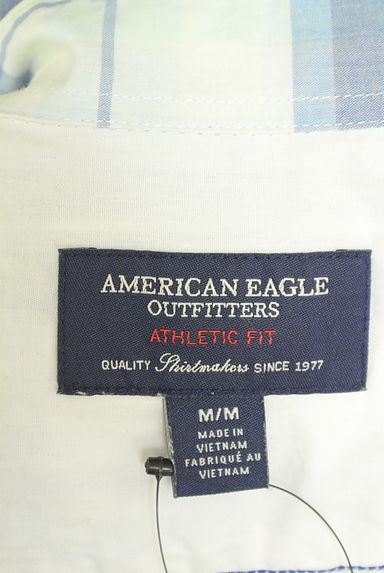 AMERICAN EAGLE
OUTFITTERS
ATHLETIC FIT
QUALITY Shirtmakers SINCE 1977
M/M
MADE IN
VIETNAM
FABRIQUÉ AU
VIETNAM